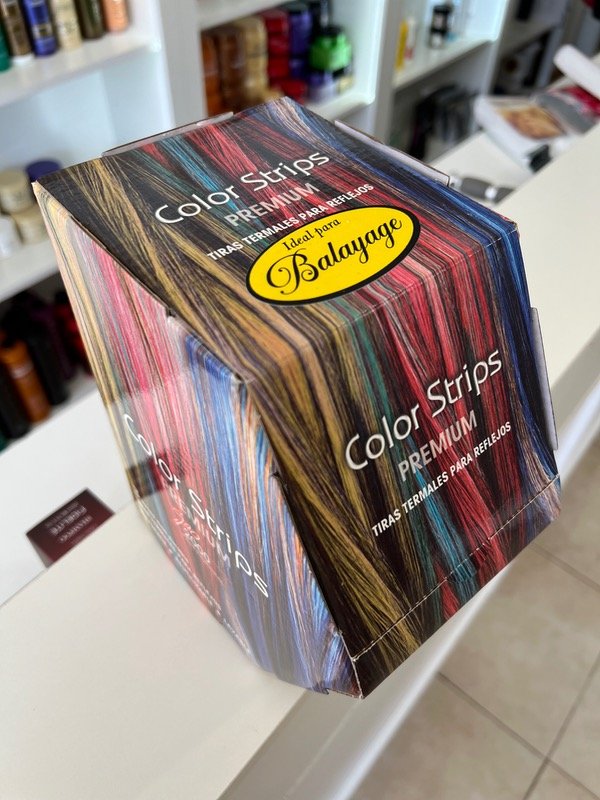 Color Strips
PREMIUM
TIRAS TERMALES PARA REFLEJOS
Ideal para
Balayage
Color Strips
PREMIUM
TIRAS TERMALES PARA REFLEJOS
Color Strips